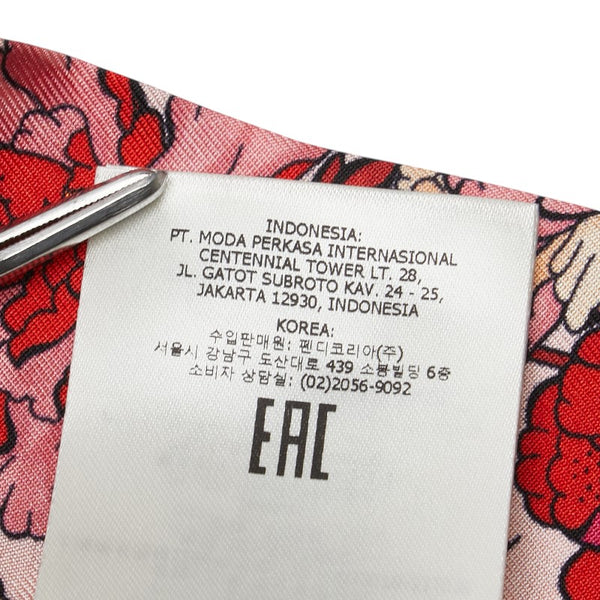 INDONESIA:
PT. MODA PERKASA INTERNASIONAL
CENTENNIAL TOWER LT. 28,
JL. GATOT SUBROTO KAV. 24 - 25,
JAKARTA 12930, INDONESIA
KOREA:
수입판매원: 펜디코리아(주)
서울시 강남구 도산대로 439 소봉빌딩 6층
소비자 상담실: (02)2056-9092
EAC